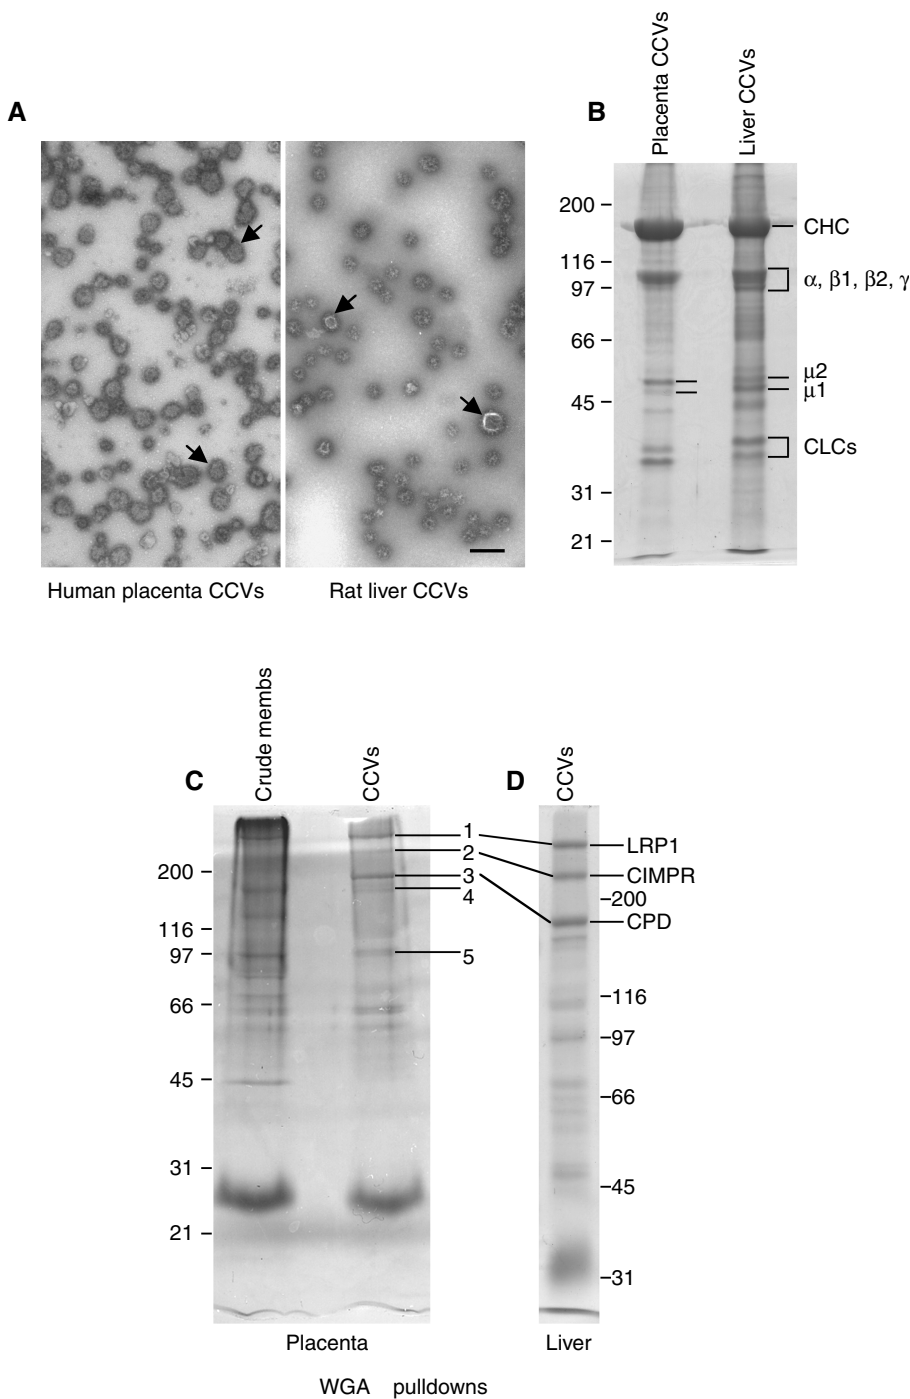 A
Human placenta CCVs
Rat liver CCVs
B
Placenta CCVs
Liver CCVs
200
116
97
66
45
31
21
CHC
α, β1, β2, γ
μ2
μ1
CLCs
C
Crude membs
CCVs
200
116
97
66
45
31
21
1
2
3
4
5
Placenta
D
CCVs
LRP1
CIMPR
200
CPD
116
97
66
45
31
Liver
WGA pulldowns